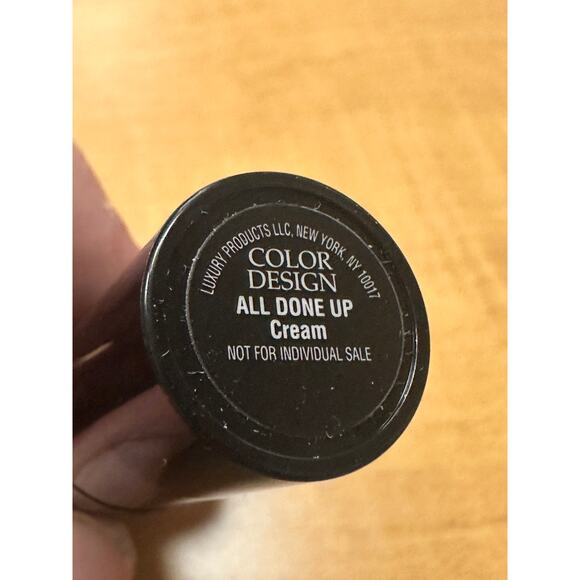 LUXURY PRODUCTS LLC, NEW YORK, NY 10017
COLOR
DESIGN
ALL DONE UP
Cream
NOT FOR INDIVIDUAL SALE